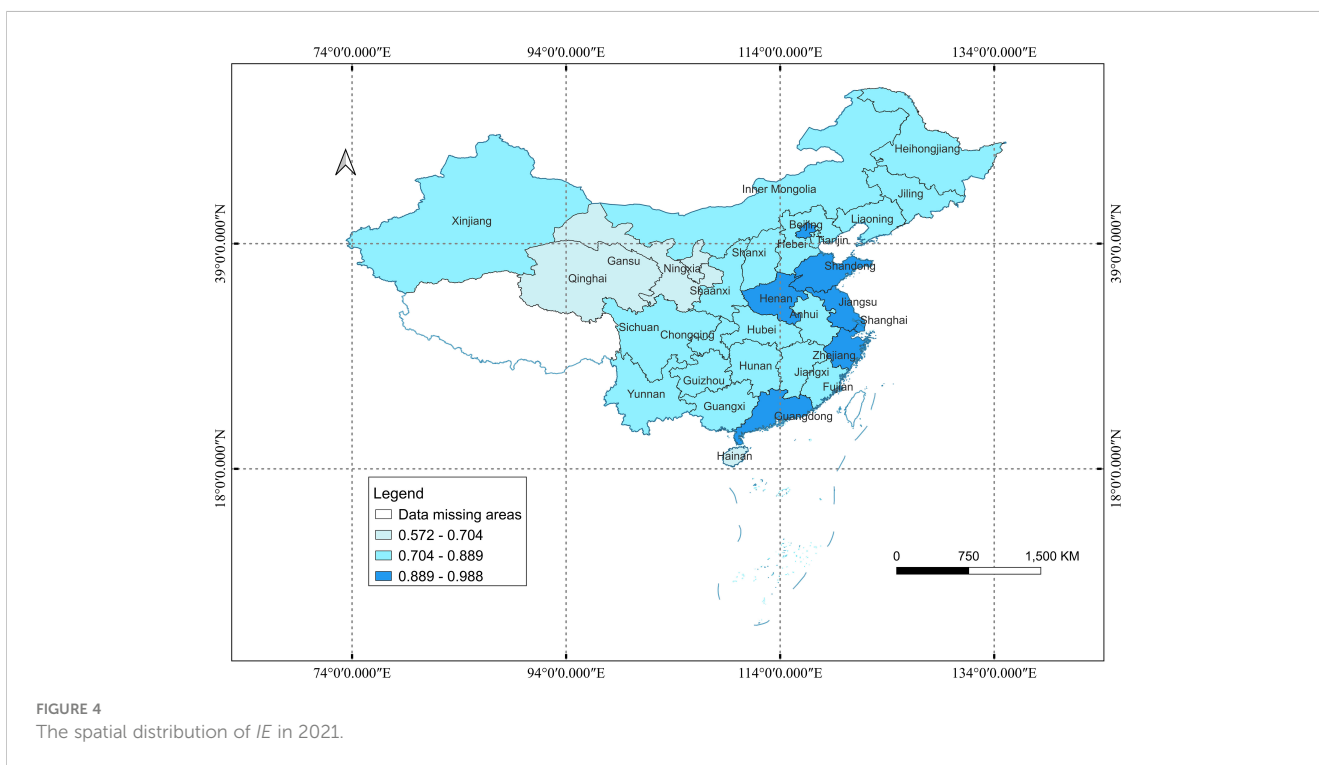 74°0'0.000″E 94°0'0.000″E 114°0'0.000″E 134°0'0.000″E
39°0'0.000″N
39°0'0.000″N
18°0'0.000″N
18°0'0.000″N
Heihongjiang
Inner Mongolia
Jiling
Xinjiang
Liaoning
Beijing
Tianjin
Hebei
Shanxi
Gansu
Ningxia
Shandong
Qinghai
Shaanxi
Henan
Jiangsu
Anhui
Shanghai
Sichuan
Chongqing
Hubei
Zhejiang
Hunan
Jiangxi
Guizhou
Fujian
Yunnan
Guangxi
Guangdong
Hainan
Legend
Data missing areas
0.572 - 0.704
0.704 - 0.889
0.889 - 0.988
0 750 1,500 KM
74°0'0.000″E 94°0'0.000″E 114°0'0.000″E 134°0'0.000″E
FIGURE 4
The spatial distribution of IE in 2021.